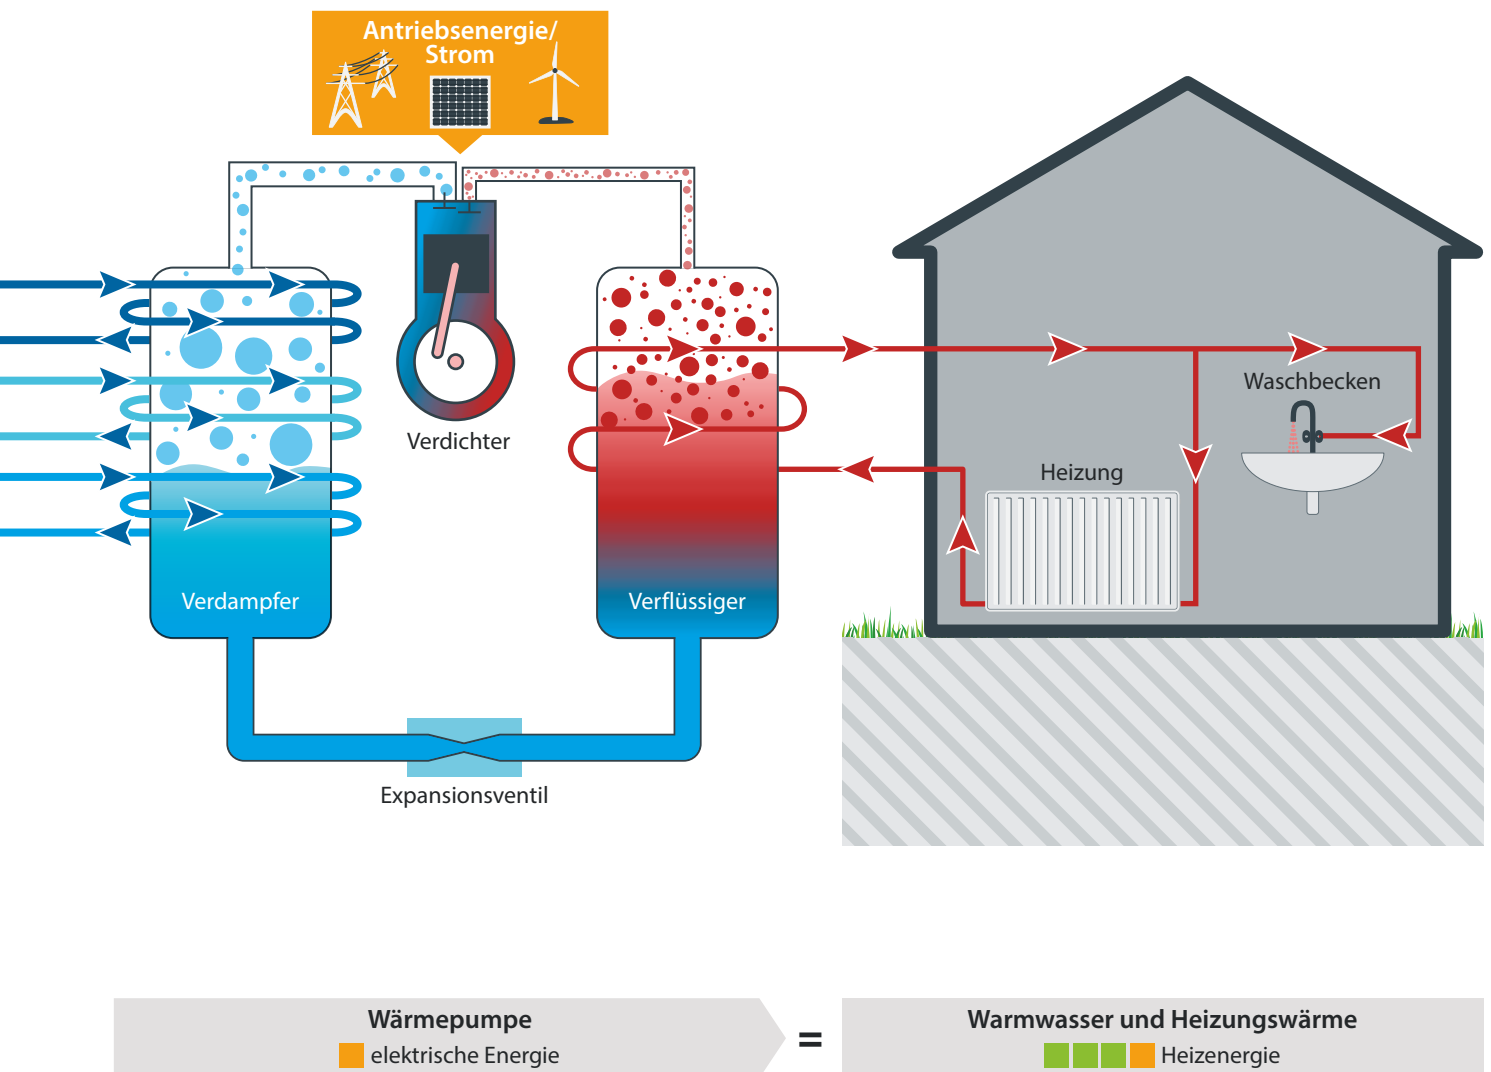 Antriebsenergie/
Strom
Verdichter
Waschbecken
Heizung
Verdampfer
Verflüssiger
Expansionsventil
Wärmepumpe
elektrische Energie
=
Warmwasser und Heizungswärme
Heizenergie